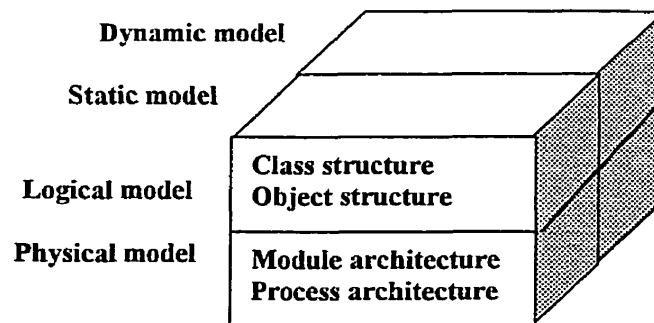 Dynamic model
Static model
Class structure
Logical model
Object structure
Physical model
Module architecture
Process architecture